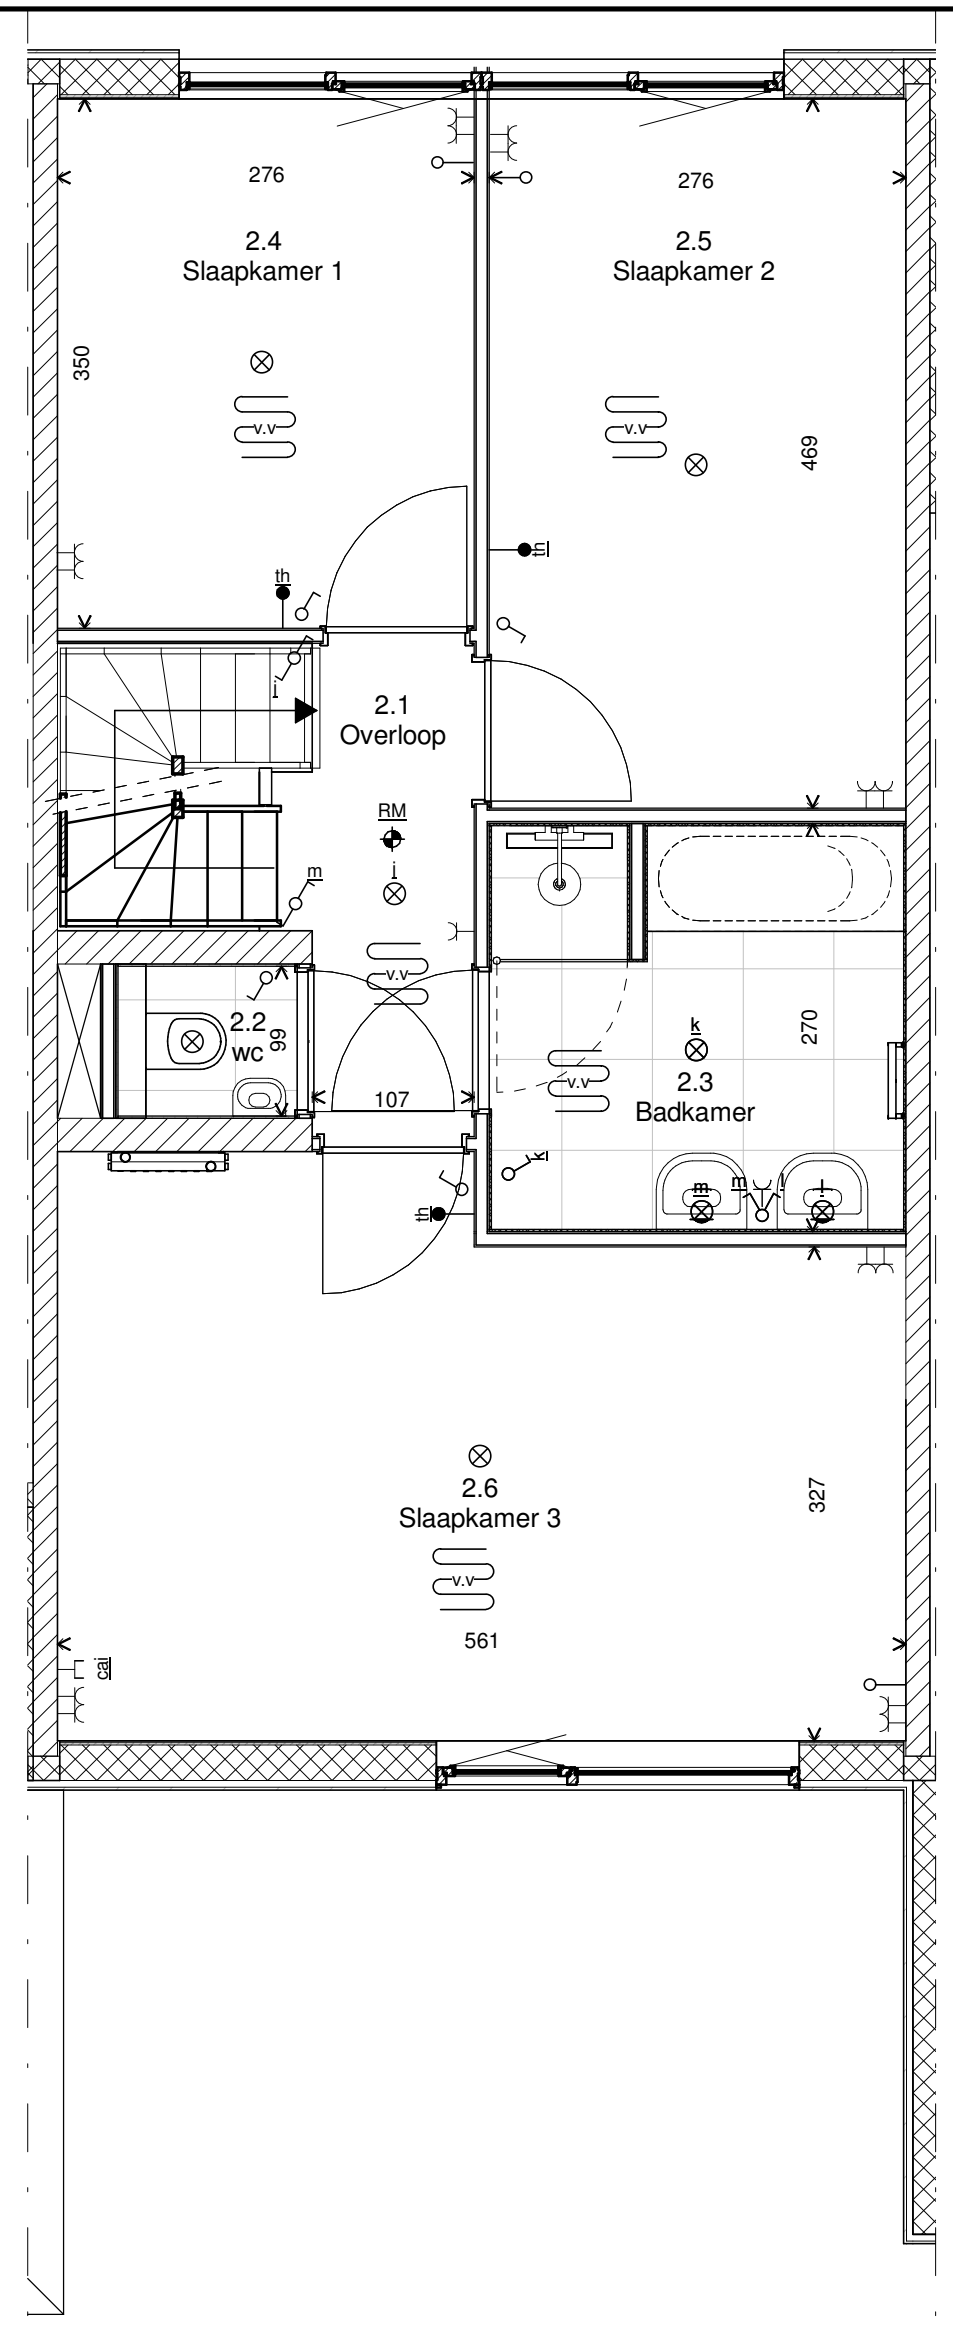 276
276
2.4
Slaapkamer 1
2.5
Slaapkamer 2
350
v.v
v.v
469
th
th
j
2.1
Overloop
RM
j
m
v.v
2.2
wc
99
107
k
270
2.3
Badkamer
v.v
k
m
m
l
l
th
2.6
Slaapkamer 3
327
v.v
561
cai